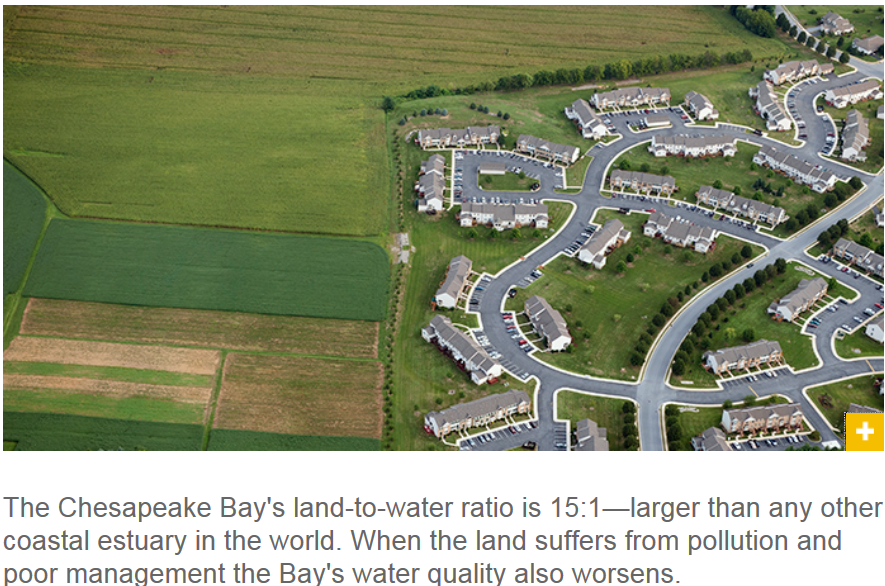 The Chesapeake Bay's land-to-water ratio is 15:1—larger than any other
coastal estuary in the world. When the land suffers from pollution and
poor management the Bay's water quality also worsens.